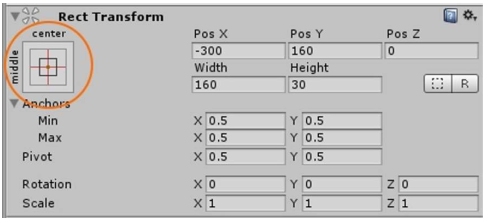 Rect Transform
center
middle
Pos X Pos Y Pos Z
-300 160 0
Width Height
160 30
R
Anchors
Min X 0.5 Y 0.5
Max X 0.5 Y 0.5
Pivot X 0.5 Y 0.5
Rotation X 0 Y 0 Z 0
Scale X 1 Y 1 Z 1